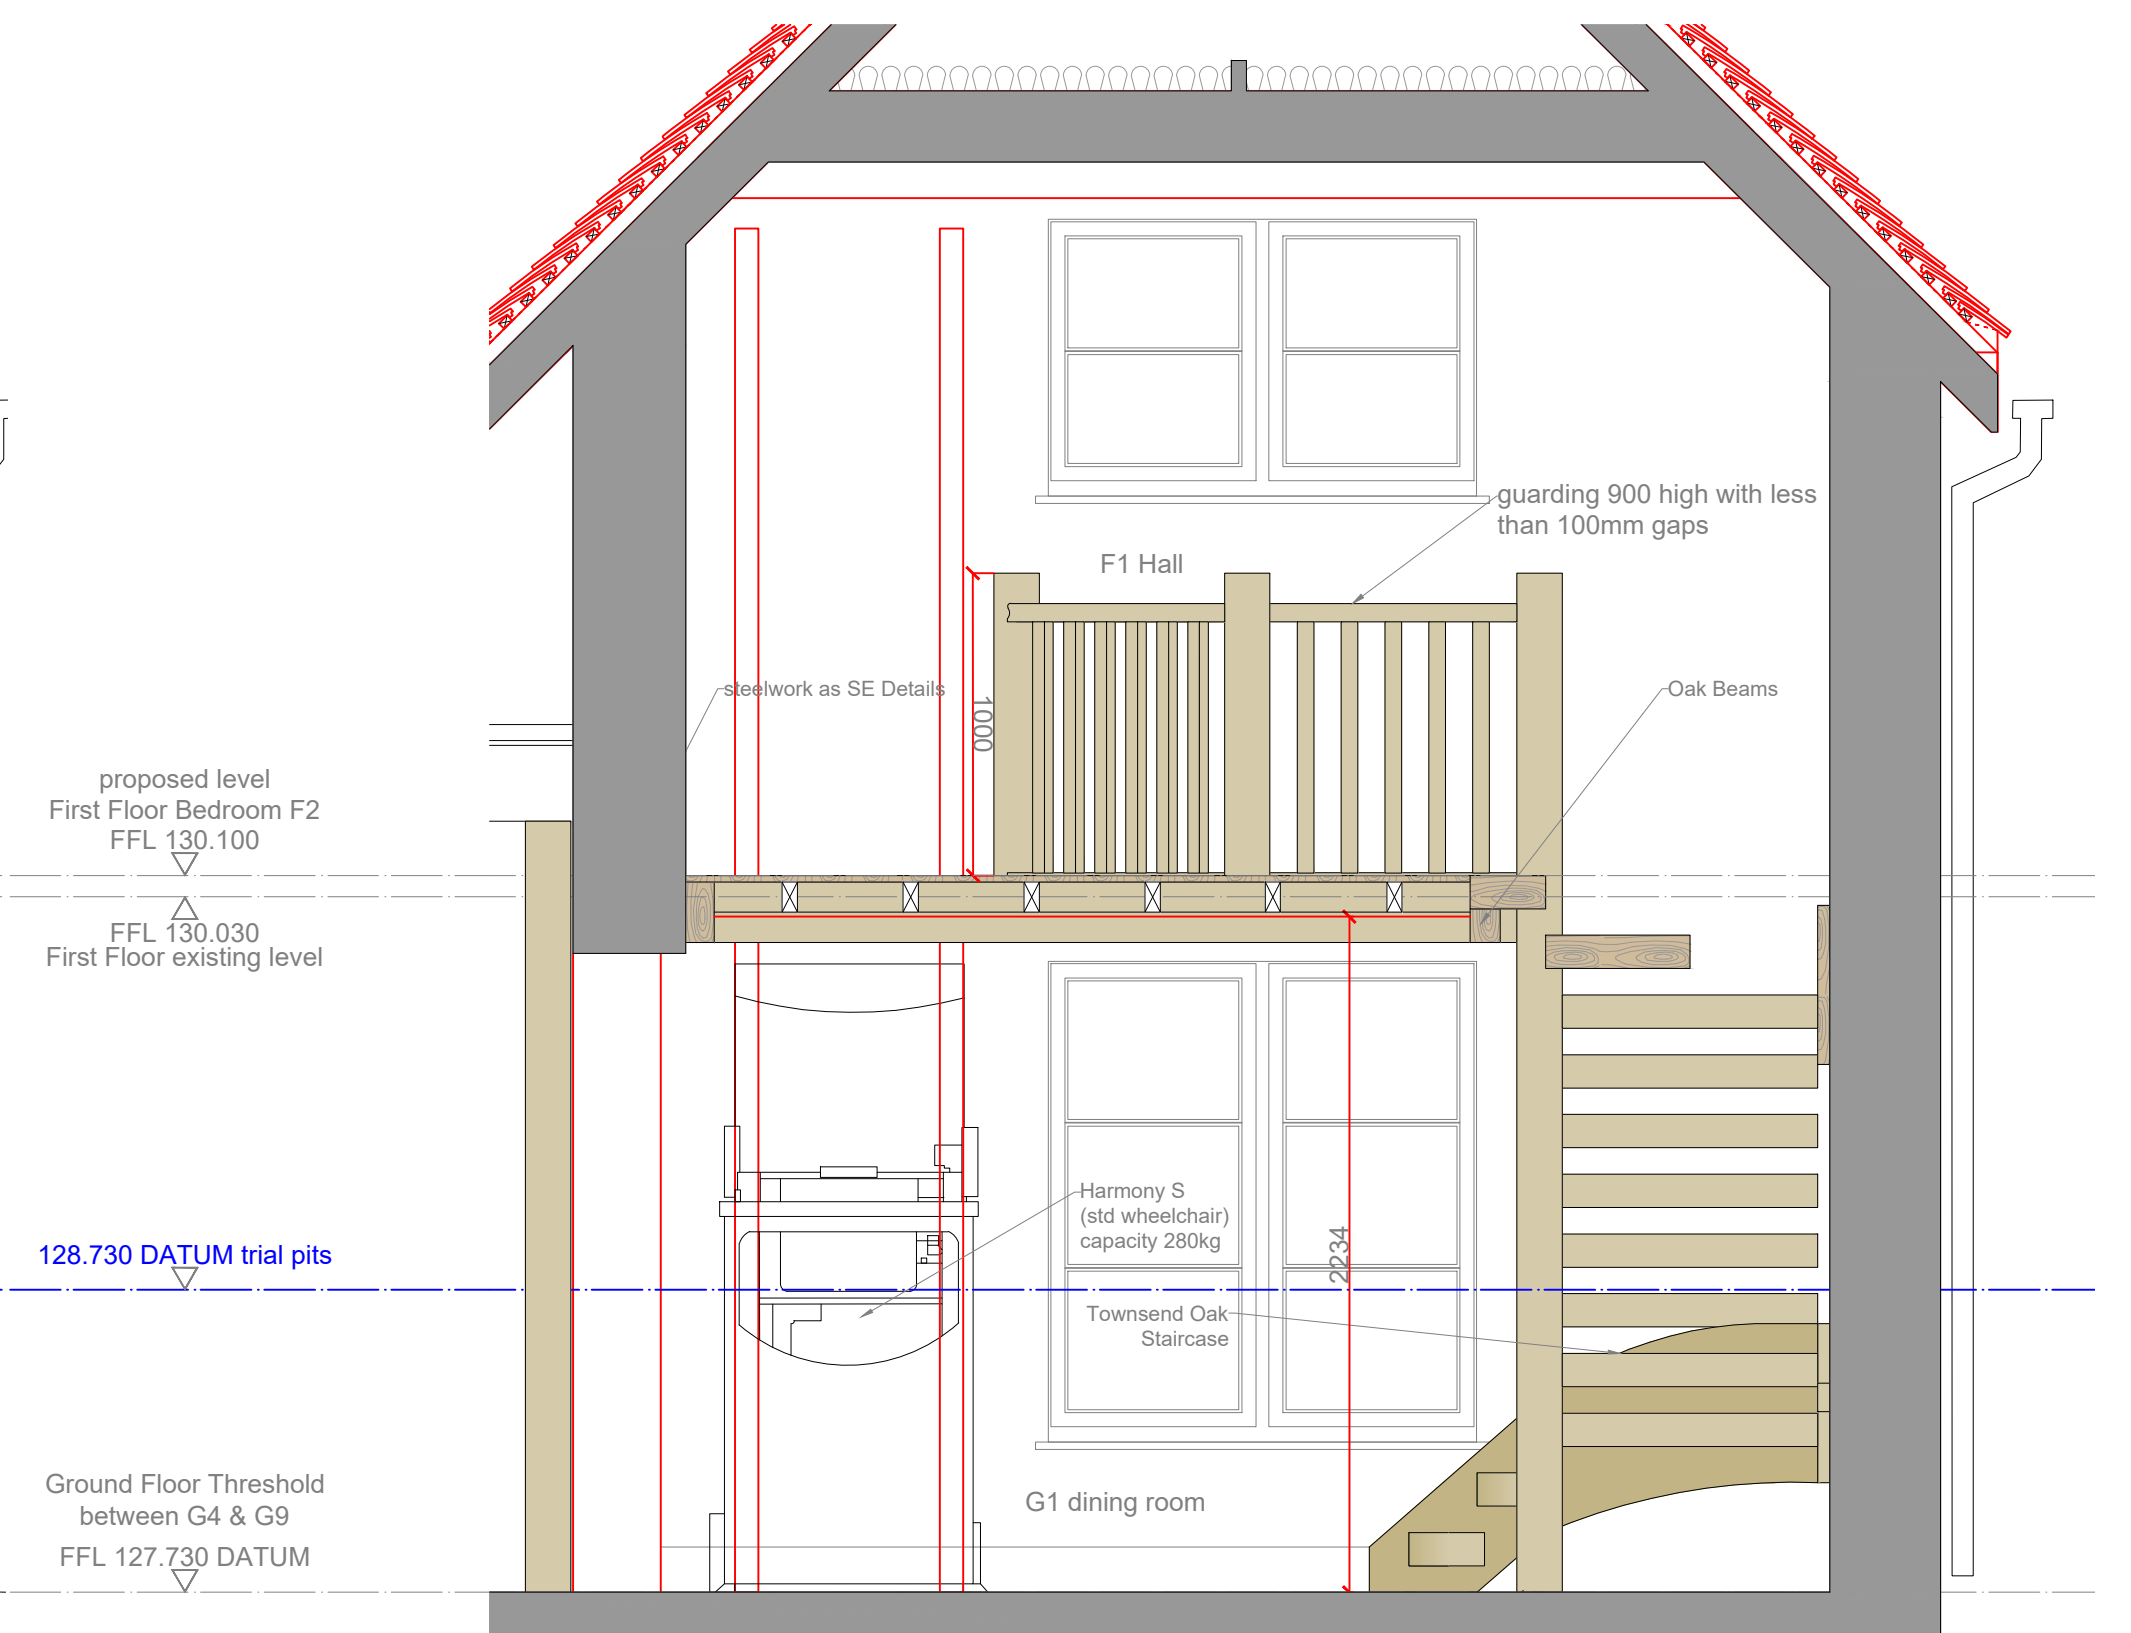 guarding 900 high with less
than 100mm gaps
F1 Hall
steelwork as SE Details
Oak Beams
1000
proposed level
First Floor Bedroom F2
FFL 130.100
FFL 130.030
First Floor existing level
Harmony S
(std wheelchair)
capacity 280kg
2234
128.730 DATUM trial pits
Townsend Oak
Staircase
Ground Floor Threshold
between G4 & G9
FFL 127.730 DATUM
G1 dining room